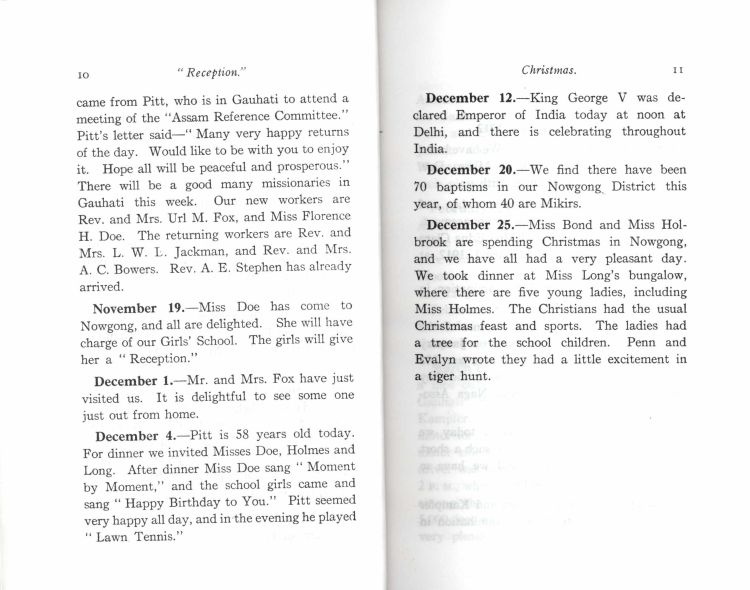 10 " Reception."
came from Pitt, who is in Gauhati to attend a
meeting of the "Assam Reference Committee."
Pitt's letter said—" Many very happy returns
of the day. Would like to be with you to enjoy
it. Hope all will be peaceful and prosperous."
There will be a good many missionaries in
Gauhati this week. Our new workers are
Rev. and Mrs. Url M. Fox, and Miss Florence
H. Doe. The returning workers are Rev. and
Mrs. L. W. L. Jackman, and Rev. and Mrs.
A. C. Bowers. Rev. A. E. Stephen has already
arrived.
November 19.—Miss Doe has come to
Nowgong, and all are delighted. She will have
charge of our Girls' School. The girls will give
her a " Reception."
December 1.—Mr. and Mrs. Fox have just
visited us. It is delightful to see some one
just out from home.
December 4.—Pitt is 58 years old today.
For dinner we invited Misses Doe, Holmes and
Long. After dinner Miss Doe sang " Moment
by Moment," and the school girls came and
sang " Happy Birthday to You." Pitt seemed
very happy all day, and in the evening he played
" Lawn Tennis."
Christmas. 11
December 12.—King George V was de-
clared Emperor of India today at noon at
Delhi, and there is celebrating throughout
India.
December 20.—We find there have been
70 baptisms in our Nowgong District this
year, of whom 40 are Mikirs.
December 25.—Miss Bond and Miss Hol-
brook are spending Christmas in Nowgong,
and we have all had a very pleasant day.
We took dinner at Miss Long's bungalow,
where there are five young ladies, including
Miss Holmes. The Christians had the usual
Christmas feast and sports. The ladies had
a tree for the school children. Penn and
Evalyn wrote they had a little excitement in
a tiger hunt.